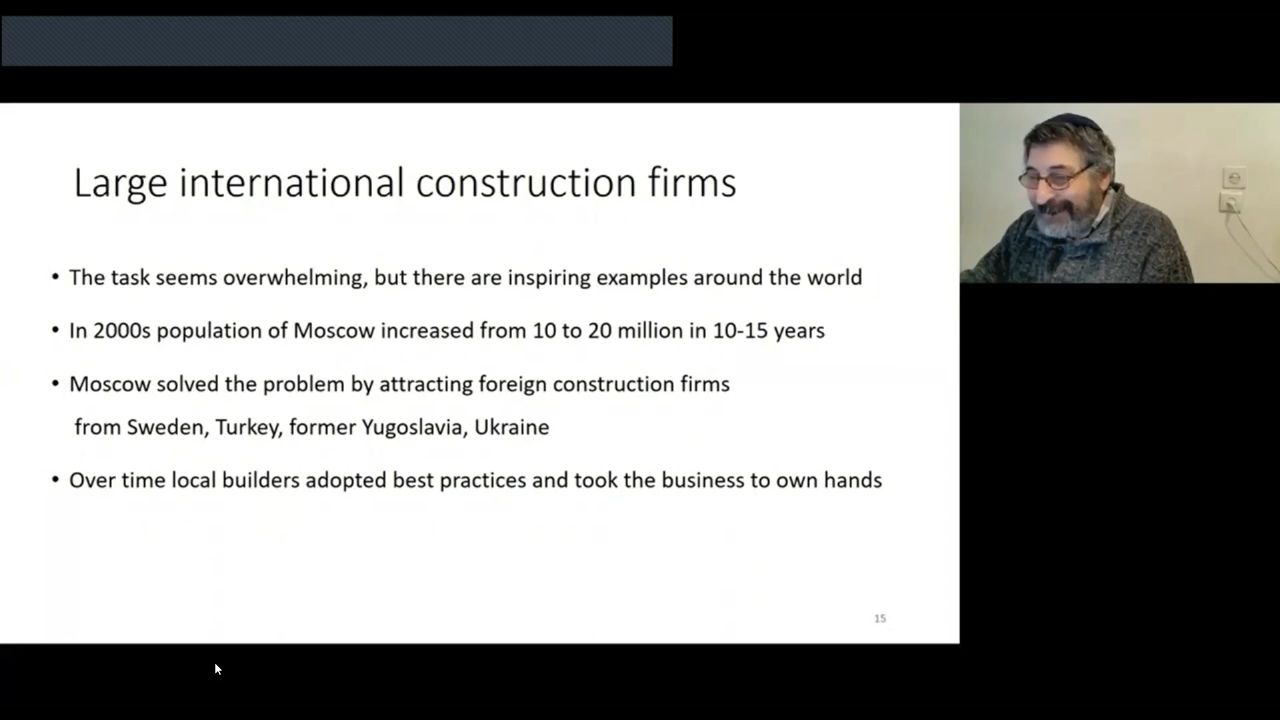 Large international construction firms
• The task seems overwhelming, but there are inspiring examples around the world
• In 2000s population of Moscow increased from 10 to 20 million in 10-15 years
• Moscow solved the problem by attracting foreign construction firms
from Sweden, Turkey, former Yugoslavia, Ukraine
• Over time local builders adopted best practices and took the business to own hands
15